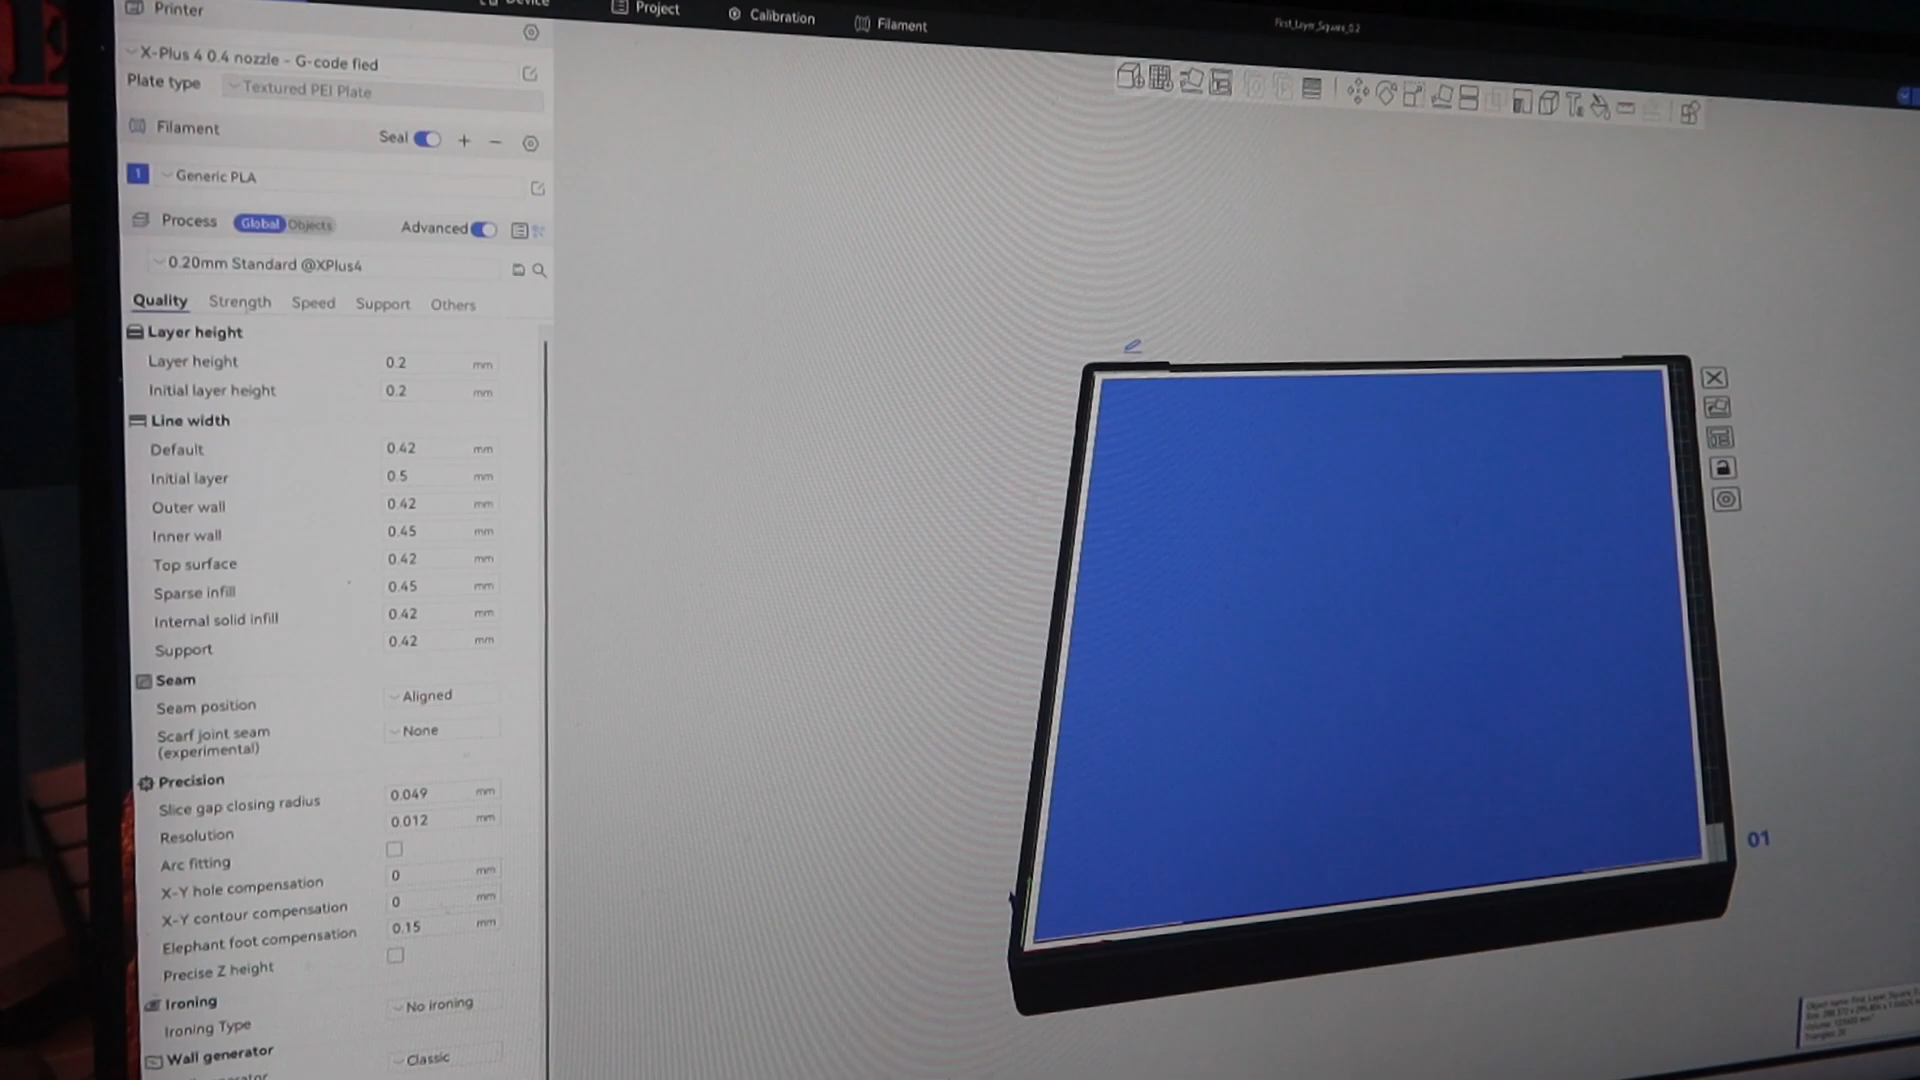 Device
Project
Calibration
Filament
First_Layer_Square_0.2
Printer
X-Plus 4 0.4 nozzle - G-code fied
Plate type
Textured PEI Plate
Filament
Seal
1
Generic PLA
Process
Global
Objects
Advanced
0.20mm Standard @XPlus4
Quality
Strength
Speed
Support
Others
Layer height
Layer height 0.2 mm
Initial layer height 0.2 mm
Line width
Default 0.42 mm
Initial layer 0.5 mm
Outer wall 0.42 mm
Inner wall 0.45 mm
Top surface 0.42 mm
Sparse infill 0.45 mm
Internal solid infill 0.42 mm
Support 0.42 mm
Seam
Seam position Aligned
Scarf joint seam None
(experimental)
Precision
Slice gap closing radius 0.049 mm
Resolution 0.012 mm
Arc fitting
X-Y hole compensation 0 mm
X-Y contour compensation 0 mm
Elephant foot compensation 0.15 mm
Precise Z height
Ironing
Ironing Type No ironing
Wall generator
Classic
01